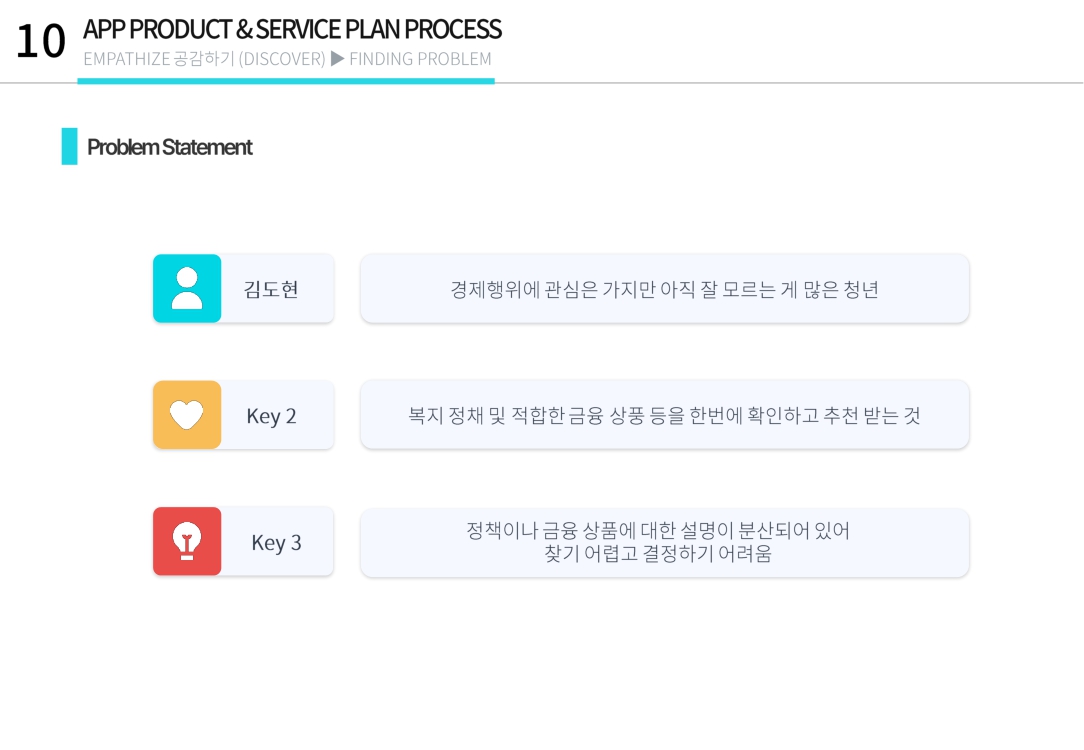 10
APP PRODUCT & SERVICE PLAN PROCESS
EMPATHIZE 공감하기 (DISCOVER) ▶ FINDING PROBLEM
Problem Statement
김도현
경제행위에 관심은 가지만 아직 잘 모르는 게 많은 청년
Key 2
복지 정채 및 적합한 금융 상풍 등을 한번에 확인하고 추천 받는 것
Key 3
정책이나 금융 상품에 대한 설명이 분산되어 있어
찾기 어렵고 결정하기 어려움